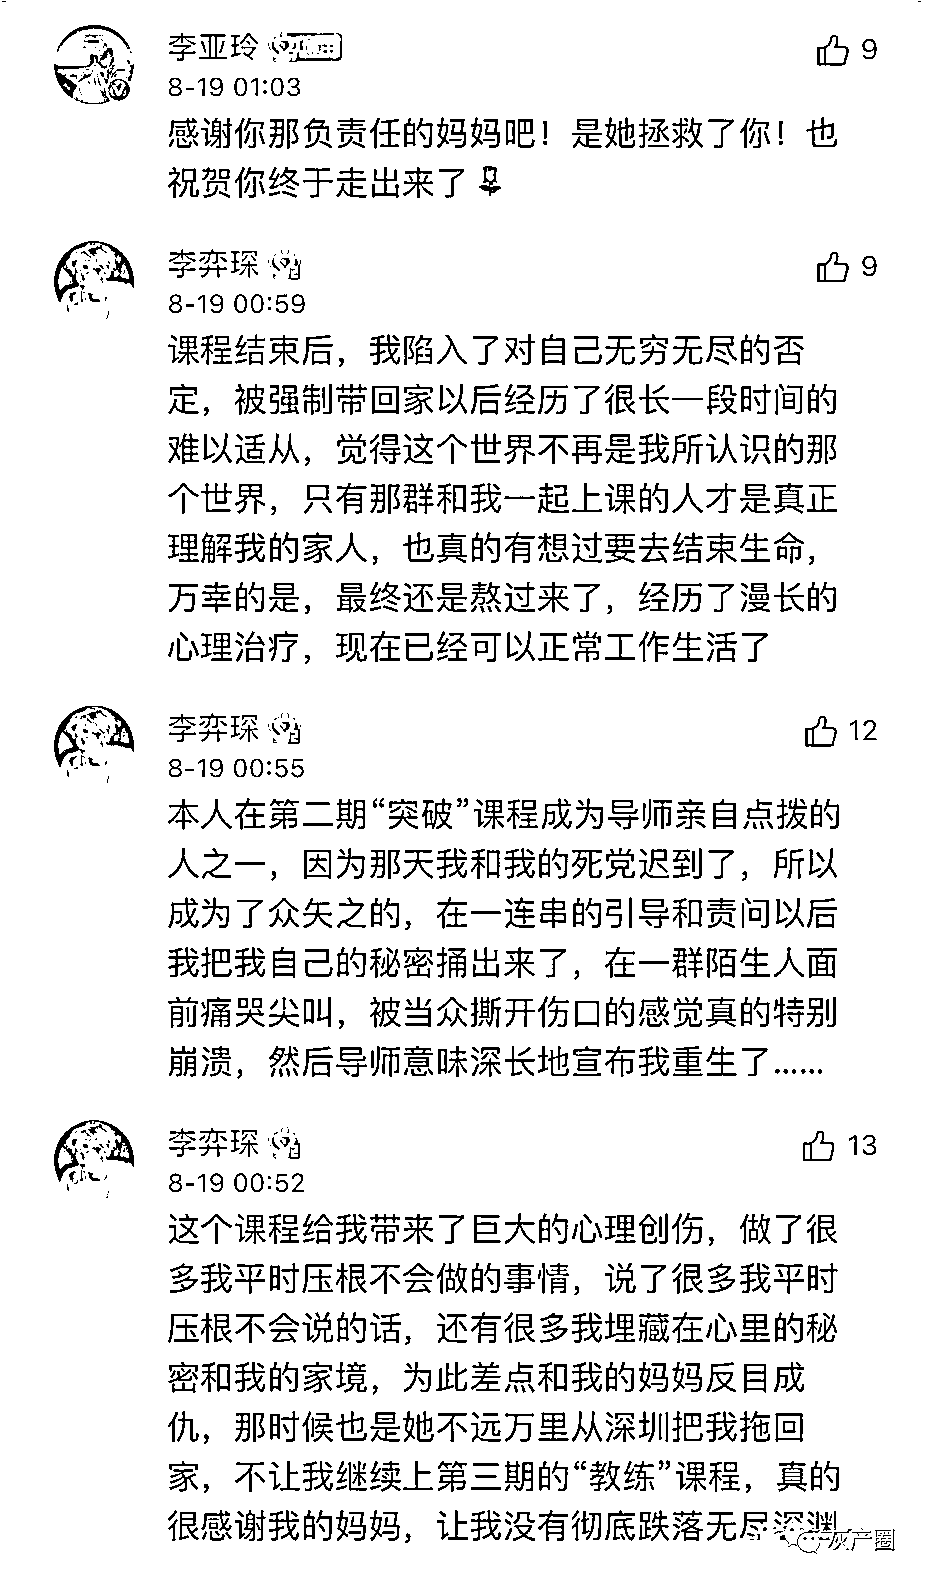 李亚玲
9
8-19 01:03
感谢你那负责任的妈妈吧！是她拯救了你！也
祝贺你终于走出来了
李弈琛
9
8-19 00:59
课程结束后，我陷入了对自己无穷无尽的否
定，被强制带回家以后经历了很长一段时间的
难以适从，觉得这个世界不再是我所认识的那
个世界，只有那群和我一起上课的人才是真正
理解我的家人，也真的有想过要去结束生命，
万幸的是，最终还是熬过来了，经历了漫长的
心理治疗，现在已经可以正常工作生活了
李弈琛
12
8-19 00:55
本人在第二期“突破”课程成为导师亲自点拨的
人之一，因为那天我和我的死党迟到了，所以
成为了众矢之的，在一连串的引导和责问以后
我把我自己的秘密捅出来了，在一群陌生人面
前痛哭尖叫，被当众撕开伤口的感觉真的特别
崩溃，然后导师意味深长地宣布我重生了……
李弈琛
13
8-19 00:52
这个课程给我带来了巨大的心理创伤，做了很
多我平时压根不会做的事情，说了很多我平时
压根不会说的话，还有很多我埋藏在心里的秘
密和我的家境，为此差点和我的妈妈反目成
仇，那时候也是她不远万里从深圳把我拖回
家，不让我继续上第三期的“教练”课程，真的
很感谢我的妈妈，让我没有彻底跌落无尽深渊
灰产圈